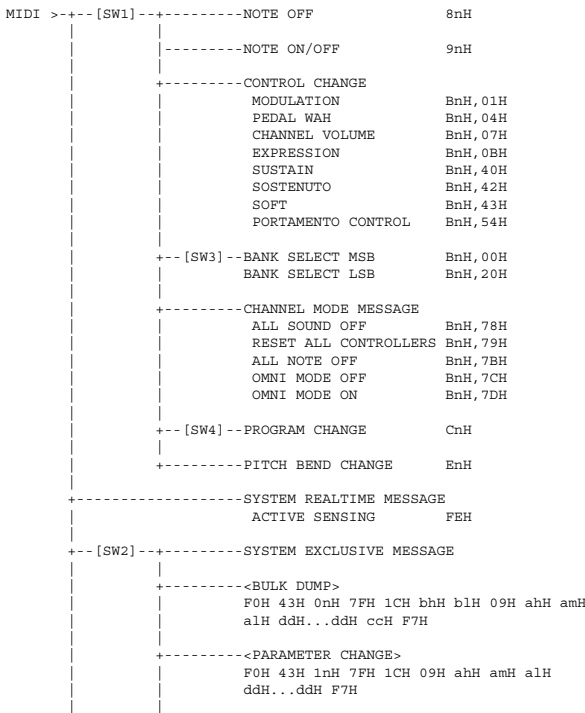 MIDI >-+--[SW1]--+---------NOTE OFF 8nH
|---------NOTE ON/OFF 9nH
+---------CONTROL CHANGE
MODULATION BnH,01H
PEDAL WAH BnH,04H
CHANNEL VOLUME BnH,07H
EXPRESSION BnH,0BH
SUSTAIN BnH,40H
SOSTENUTO BnH,42H
SOFT BnH,43H
PORTAMENTO CONTROL BnH,54H
+--[SW3]--BANK SELECT MSB BnH,00H
BANK SELECT LSB BnH,20H
+---------CHANNEL MODE MESSAGE
ALL SOUND OFF BnH,78H
RESET ALL CONTROLLERS BnH,79H
ALL NOTE OFF BnH,7BH
OMNI MODE OFF BnH,7CH
OMNI MODE ON BnH,7DH
+--[SW4]--PROGRAM CHANGE CnH
+---------PITCH BEND CHANGE EnH
+-------------------SYSTEM REALTIME MESSAGE
ACTIVE SENSING FEH
+--[SW2]--+---------SYSTEM EXCLUSIVE MESSAGE
+---------<BULK DUMP>
F0H 43H 0nH 7FH 1CH bhH blH 09H ahH amH
alH ddH...ddH ccH F7H
+---------<PARAMETER CHANGE>
F0H 43H 1nH 7FH 1CH 09H ahH amH alH
ddH...ddH F7H